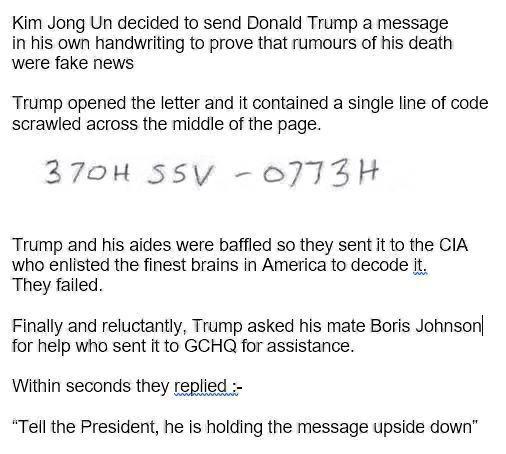 Kim Jong Un decided to send Donald Trump a message
in his own handwriting to prove that rumours of his death
were fake news
Trump opened the letter and it contained a single line of code
scrawled across the middle of the page.
370H SSV - 0773H
Trump and his aides were baffled so they sent it to the CIA
who enlisted the finest brains in America to decode it.
They failed.
Finally and reluctantly, Trump asked his mate Boris Johnson
for help who sent it to GCHQ for assistance.
Within seconds they replied :-
“Tell the President, he is holding the message upside down”